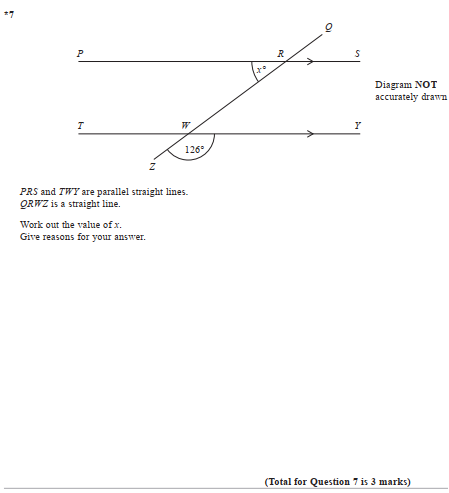 *7
Q
P R S
x°
Diagram NOT
accurately drawn
T W Y
126°
Z
PRS and TWY are parallel straight lines.
QRWZ is a straight line.
Work out the value of x.
Give reasons for your answer.
(Total for Question 7 is 3 marks)